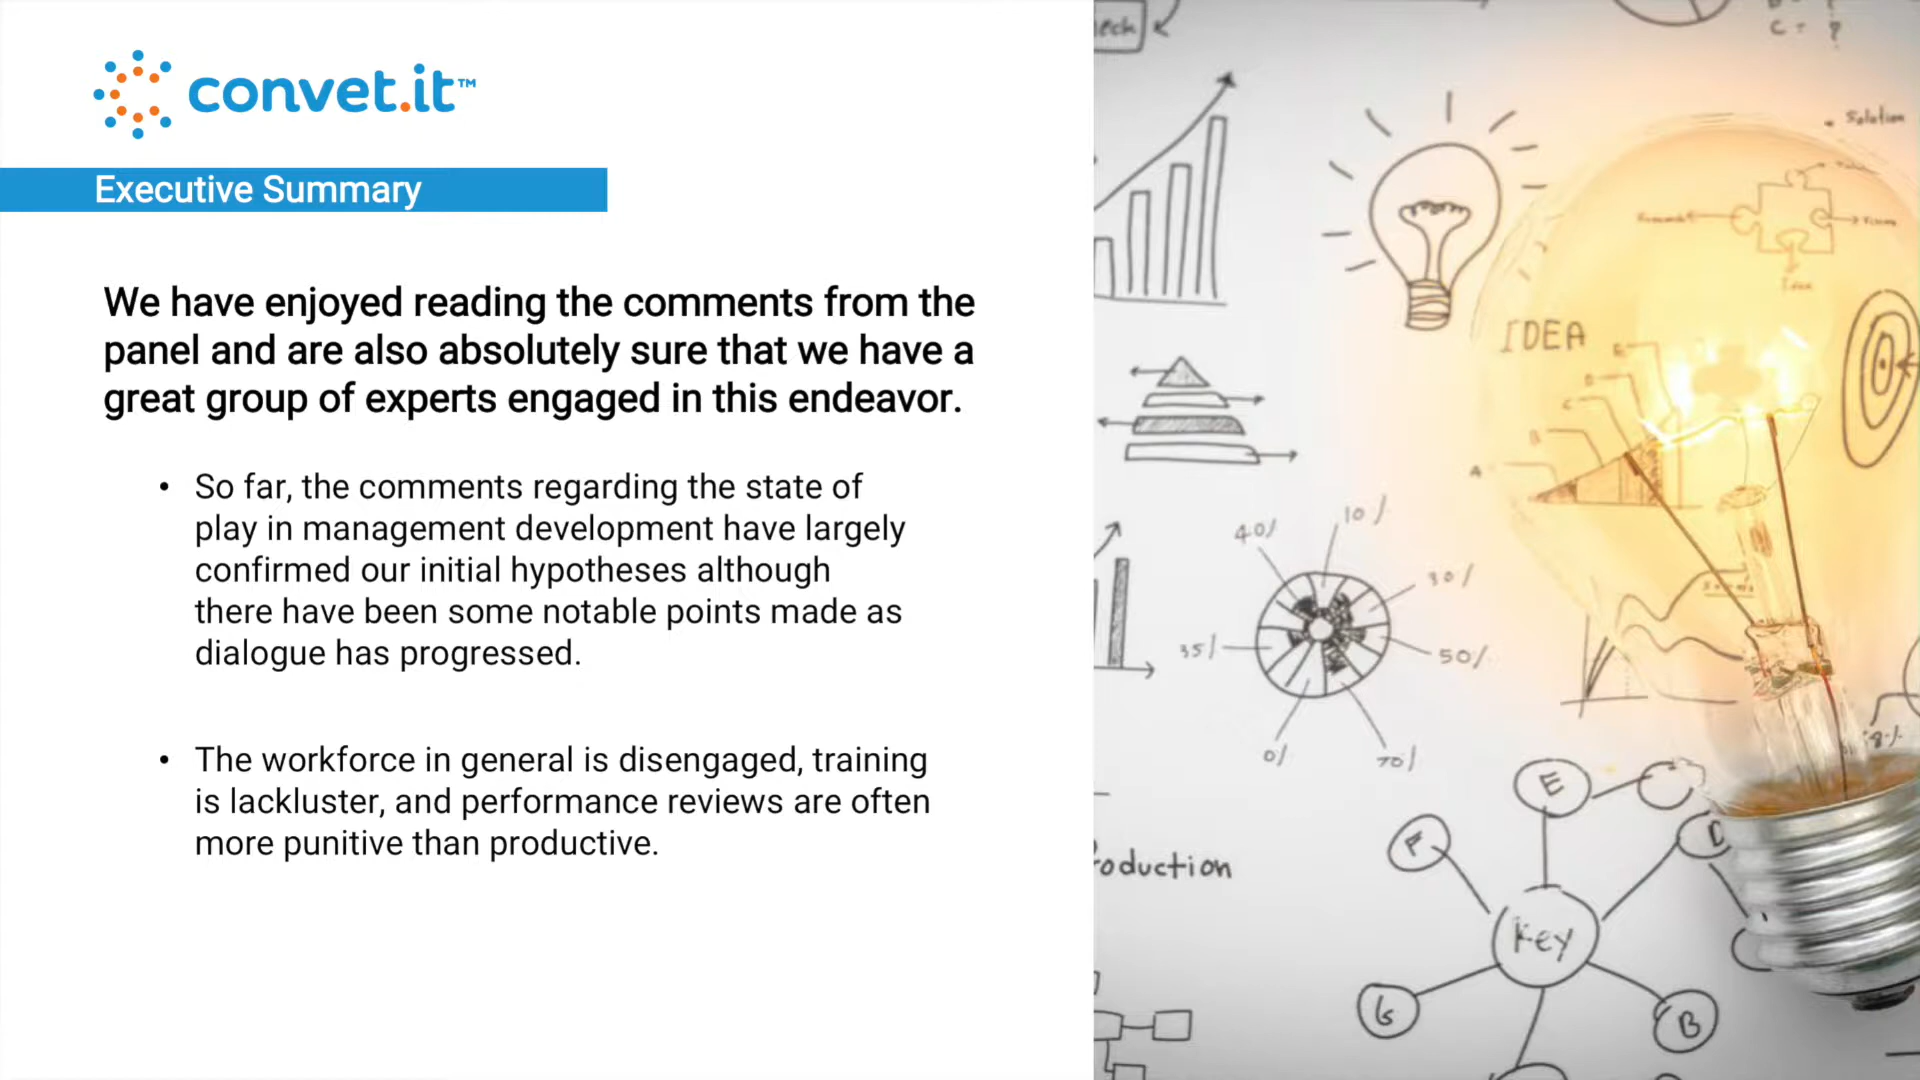 convet.it™
Executive Summary
We have enjoyed reading the comments from the
panel and are also absolutely sure that we have a
great group of experts engaged in this endeavor.
• So far, the comments regarding the state of
play in management development have largely
confirmed our initial hypotheses although
there have been some notable points made as
dialogue has progressed.
• The workforce in general is disengaged, training
is lackluster, and performance reviews are often
more punitive than productive.
C = ?
Solution
IDEA
A
40%
10%
30%
35%
50%
0%
70%
8%
E
F
D
oduction
Key
G
B